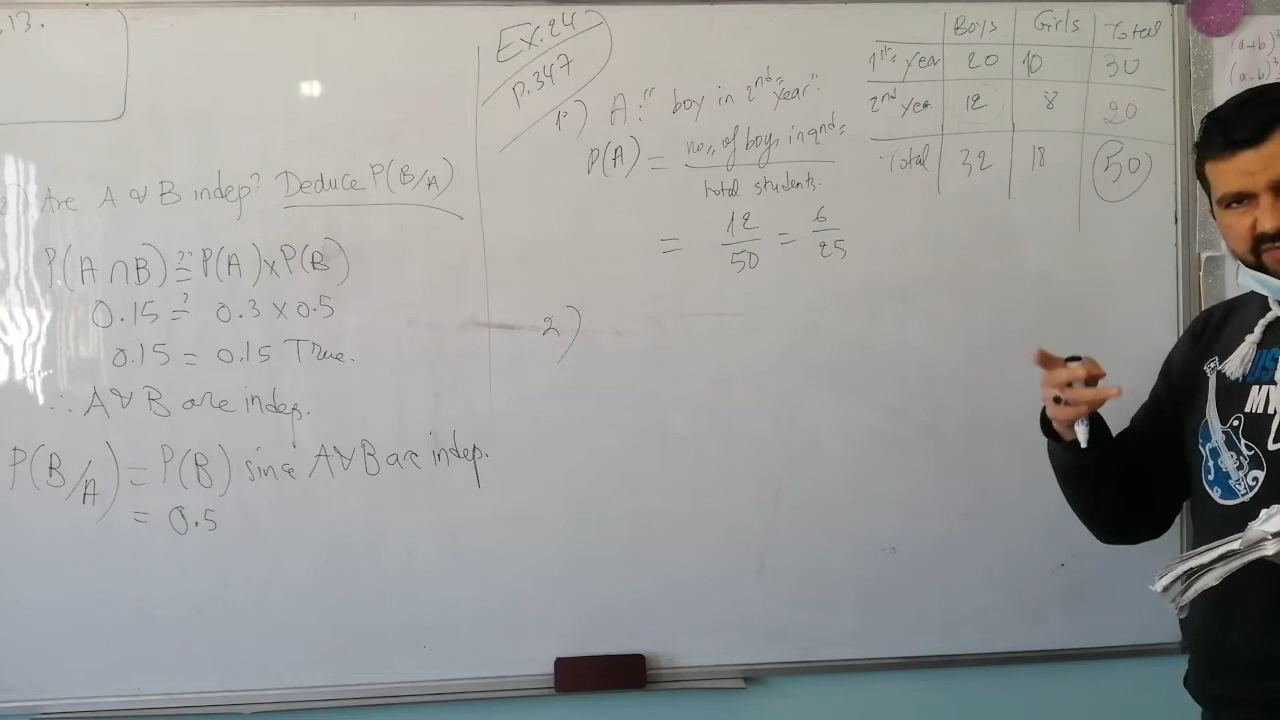 .13.
Are A & B indep? Deduce P(B/A)
P(A ∩ B) ≟ P(A) x P(B)
0.15 ≟ 0.3 x 0.5
0.15 = 0.15 True.
∴ A & B are indep.
P(B/A) = P(B) since A & B are indep.
= 0.5
Ex.24
p.347
1°) A: " boy in 2nd year".
P(A) = no. of boys in 2nd / total students.
= 12/50 = 6/25
2)
Boys Girls Total
1st year 20 10 30
2nd yea. 12 8 20
Total 32 18 50
(a+b)
(a-b)
MY